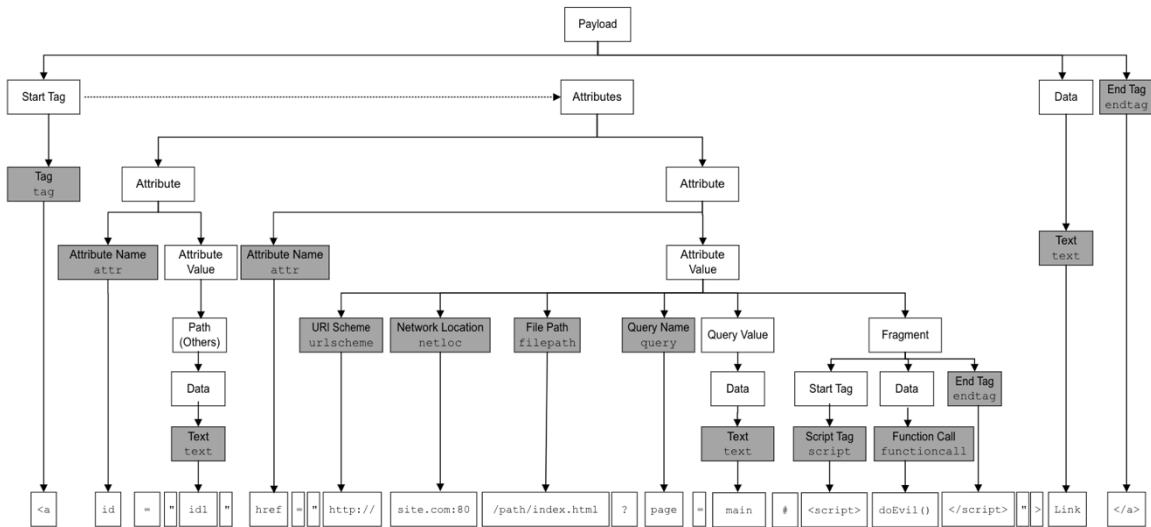 Payload
Start Tag
Attributes
Data
End Tag
endtag
Tag
tag
Attribute
Attribute
Attribute Name
attr
Attribute
Value
Attribute Name
attr
Attribute
Value
Text
text
Path
(Others)
URI Scheme
urlscheme
Network Location
netloc
File Path
filepath
Query Name
query
Query Value
Fragment
Data
Data
Start Tag
Data
End Tag
endtag
Text
text
Text
text
Script Tag
script
Function Call
functioncall
<a id = " id1 " href = " http:// site.com:80 /path/index.html ? page = main # <script> doEvil() </script> " > Link </a>